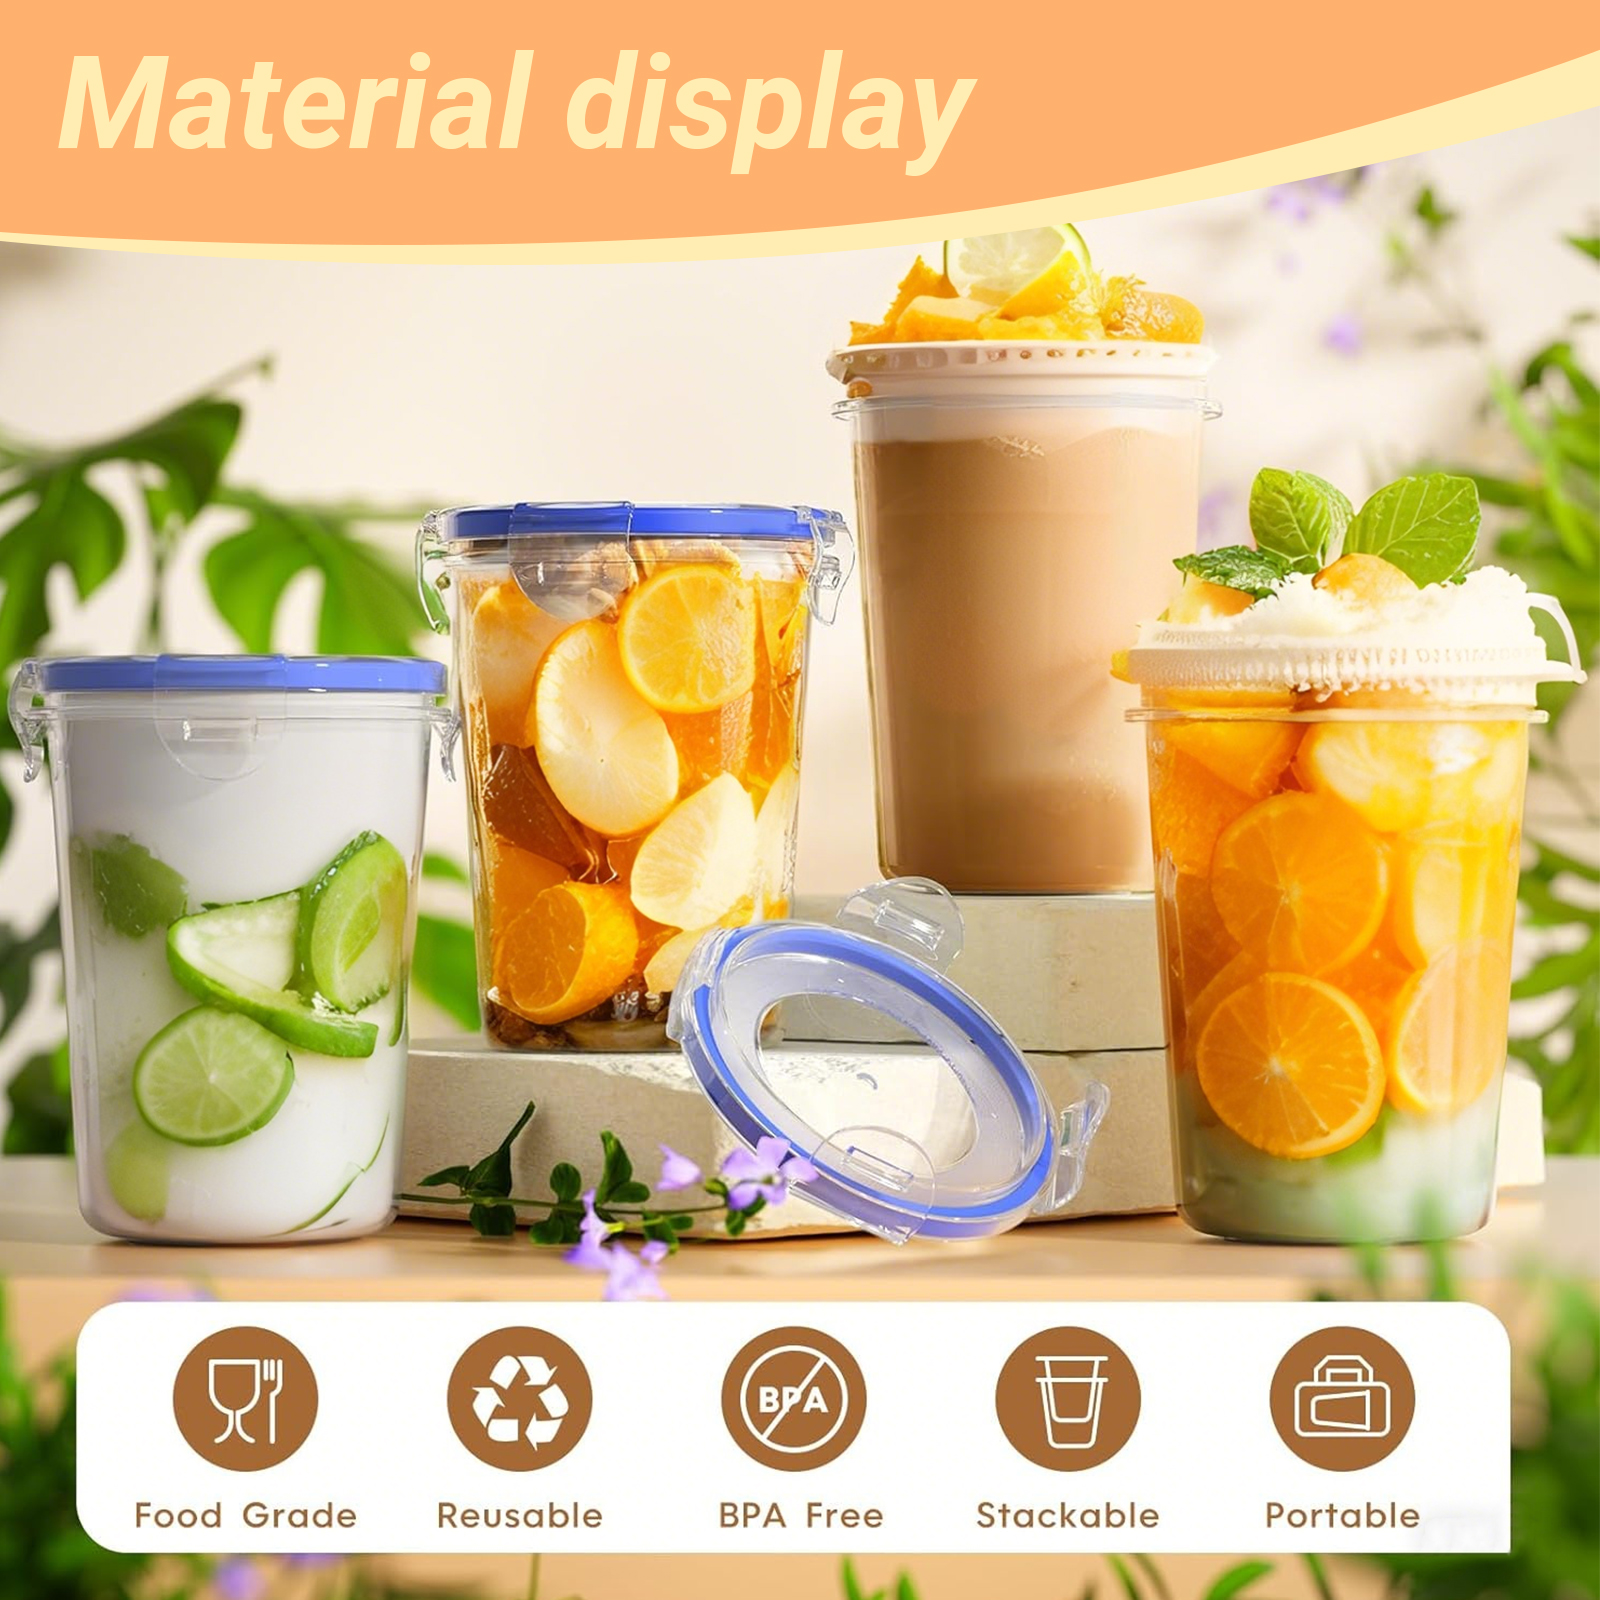 Material display
BPA
Food Grade
Reusable
BPA Free
Stackable
Portable